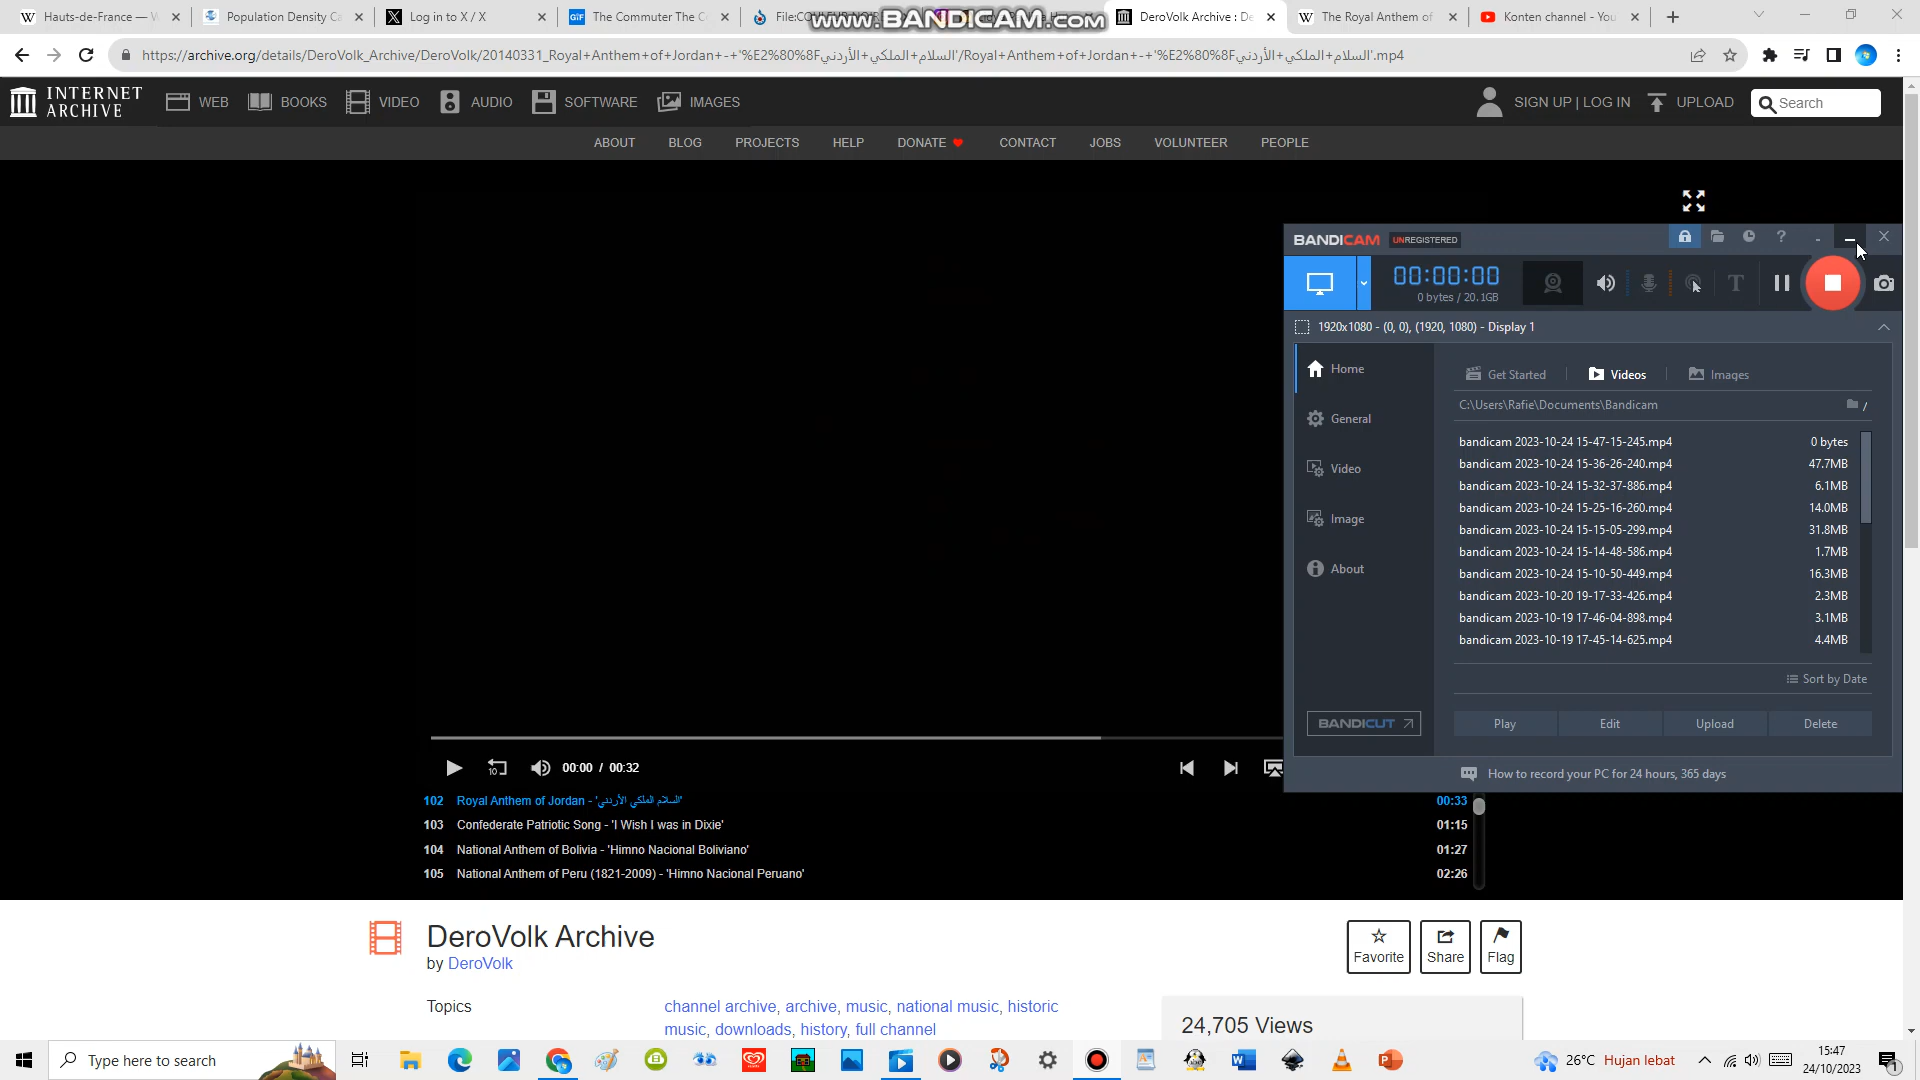 Hauts-de-France — W
Population Density Ca
Log in to X / X
The Commuter The C
File:COULEUR NO
www.BANDICAM.com
DeroVolk Archive : De
The Royal Anthem of
Konten channel - You
https://archive.org/details/DeroVolk_Archive/DeroVolk/20140331_Royal+Anthem+of+Jordan+-+'%E2%80%8Fالسلام+الملكي+الأردني'/Royal+Anthem+of+Jordan+-+'%E2%80%8Fالسلام+الملكي+الأردني'.mp4
INTERNET ARCHIVE
WEB BOOKS VIDEO AUDIO SOFTWARE IMAGES
SIGN UP | LOG IN UPLOAD Search
ABOUT BLOG PROJECTS HELP DONATE CONTACT JOBS VOLUNTEER PEOPLE
BANDICAM UNREGISTERED
00:00:00
0 bytes / 20.1GB
1920x1080 - (0, 0), (1920, 1080) - Display 1
Home
General
Video
Image
About
BANDICUT
Get Started Videos Images
C:\Users\Rafie\Documents\Bandicam
bandicam 2023-10-24 15-47-15-245.mp4 0 bytes
bandicam 2023-10-24 15-36-26-240.mp4 47.7MB
bandicam 2023-10-24 15-32-37-886.mp4 6.1MB
bandicam 2023-10-24 15-25-16-260.mp4 14.0MB
bandicam 2023-10-24 15-15-05-299.mp4 31.8MB
bandicam 2023-10-24 15-14-48-586.mp4 1.7MB
bandicam 2023-10-24 15-10-50-449.mp4 16.3MB
bandicam 2023-10-20 19-17-33-426.mp4 2.3MB
bandicam 2023-10-19 17-46-04-898.mp4 3.1MB
bandicam 2023-10-19 17-45-14-625.mp4 4.4MB
Sort by Date
Play Edit Upload Delete
How to record your PC for 24 hours, 365 days
10 00:00 / 00:32
102 Royal Anthem of Jordan - 'السلام الملكي الأردني' 00:33
103 Confederate Patriotic Song - 'I Wish I was in Dixie' 01:15
104 National Anthem of Bolivia - 'Himno Nacional Boliviano' 01:27
105 National Anthem of Peru (1821-2009) - 'Himno Nacional Peruano' 02:26
DeroVolk Archive
by DeroVolk
Favorite Share Flag
Topics channel archive, archive, music, national music, historic
music, downloads, history, full channel
24,705 Views
Type here to search
26°C Hujan lebat
15:47
24/10/2023
1